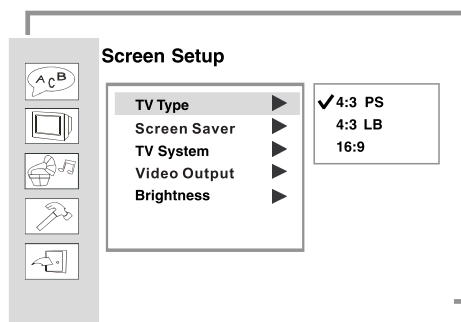 Screen Setup
A C B
TV Type
Screen Saver
TV System
Video Output
Brightness
4:3 PS
4:3 LB
16:9